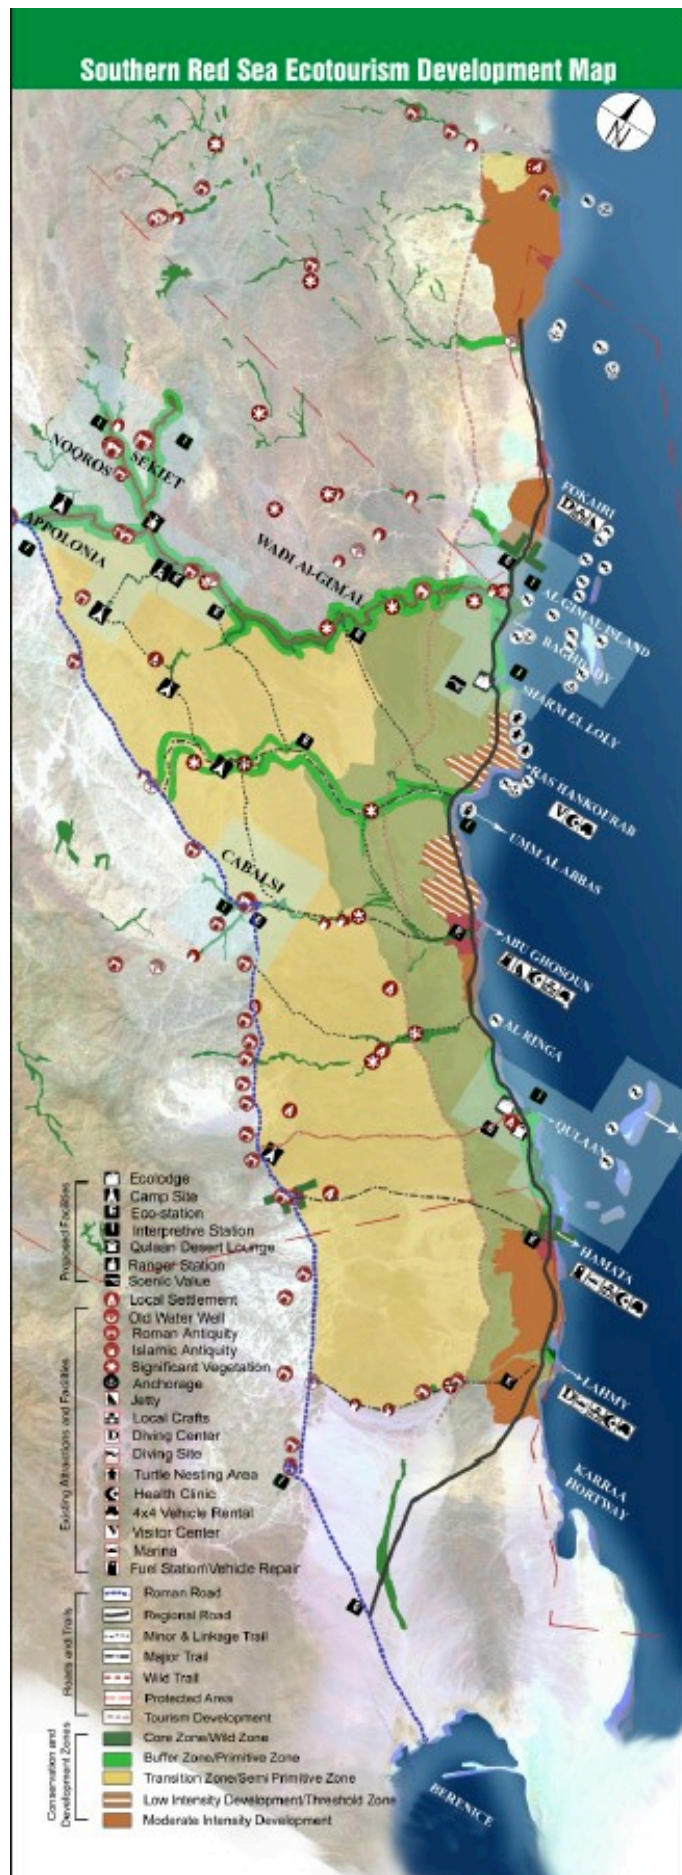 Southern Red Sea Ecotourism Development Map
N
NOQROS
SEKIET
APPOLONIA
WADI Al-GIMAL
FOKAIRI
AL GIMAL ISLAND
SHARM EL LOLY
RAS HANKOURAB
UMM AL ABBAS
CABALSI
ABU GHOSOUN
AL RINGA
QULAAN
HAMATA
LAHMY
KARRAA
HORTWAY
BERENICE
Proposed Facilities
Ecolodge
Camp Site
Eco-station
Interpretive Station
Qulaan Desert Lounge
Ranger Station
Scenic Value
Existing Attractions and Facilities
Local Settlement
Old Water Well
Roman Antiquity
Islamic Antiquity
Significant Vegetation
Anchorage
Jetty
Local Crafts
Diving Center
Diving Site
Turtle Nesting Area
Health Clinic
4x4 Vehicle Rental
Visitor Center
Marina
Fuel Station/Vehicle Repair
Roads and Trails
Roman Road
Regional Road
Minor & Linkage Trail
Major Trail
Wild Trail
Protected Area
Tourism Development
Conservation and
Development Zones
Core Zone/Wild Zone
Buffer Zone/Primitive Zone
Transition Zone/Semi Primitive Zone
Low Intensity Development/Threshold Zone
Moderate Intensity Development